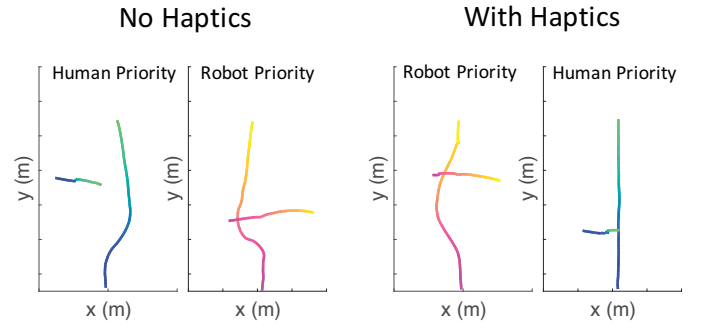 No Haptics
With Haptics
Human Priority
Robot Priority
Robot Priority
Human Priority
y (m)
y (m)
y (m)
y (m)
x (m)
x (m)
x (m)
x (m)